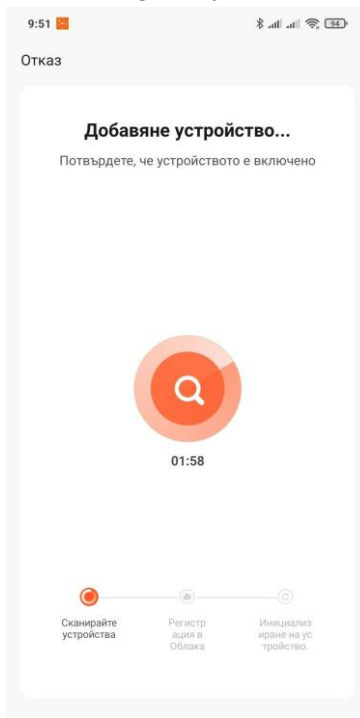 9:51
94
Отказ
Добавяне устройство...
Потвърдете, че устройството е включено
01:58
Сканирайте
устройства
Регистр
ация в
Облака
Инициализ
иране на ус
тройство.